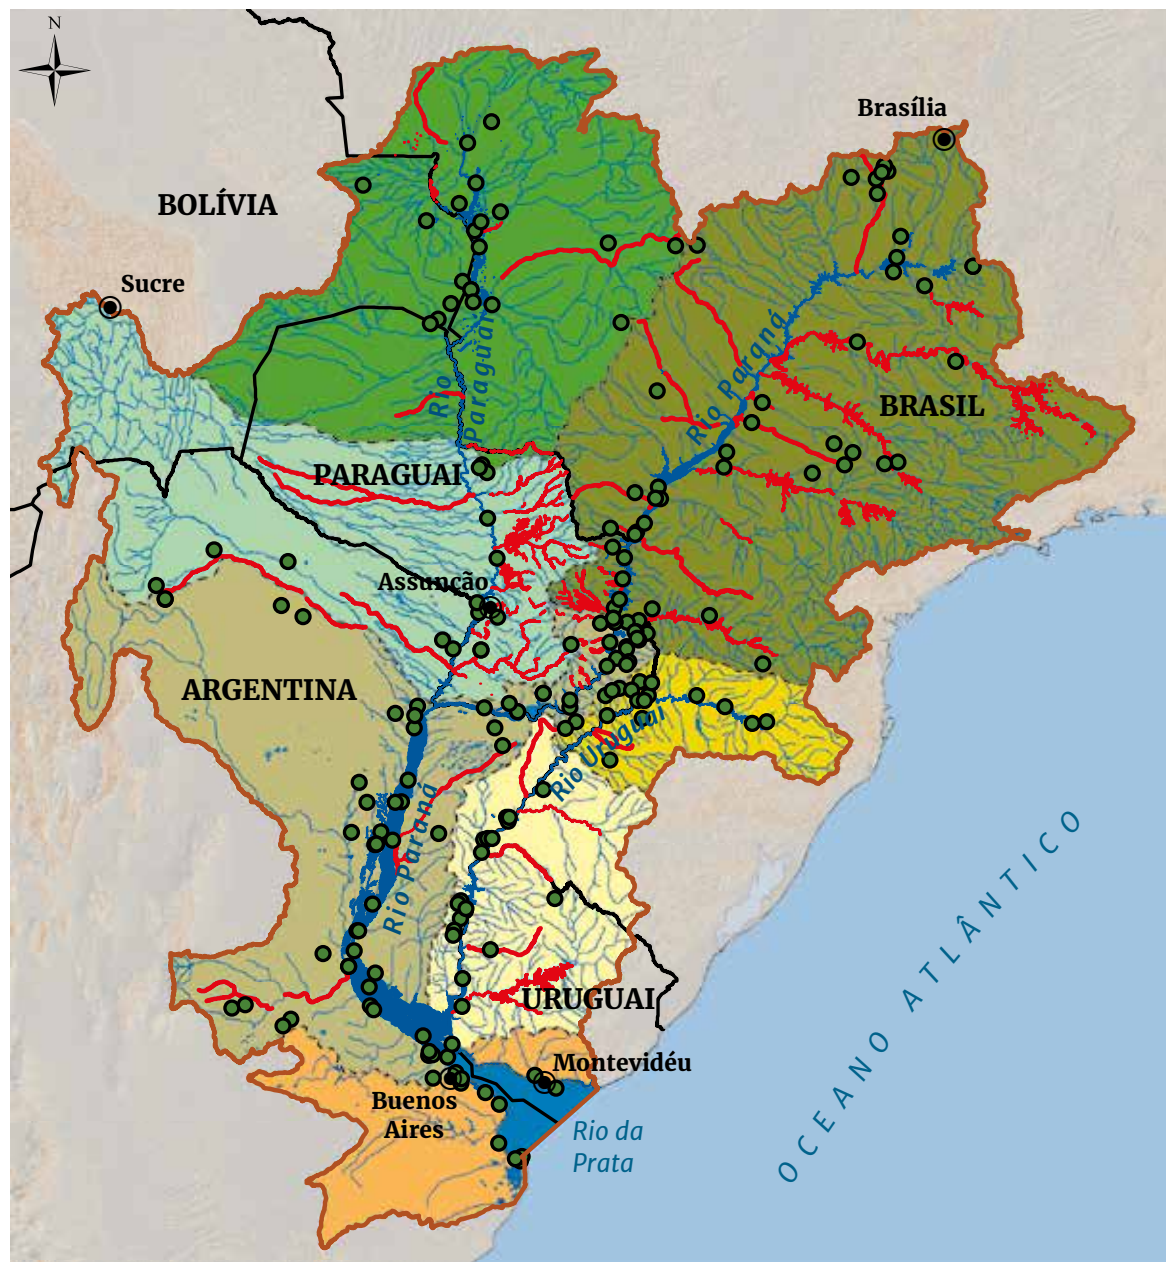 N
Brasília
BOLÍVIA
Sucre
Rio
Paraguai
Rio Paraná
BRASIL
PARAGUAI
Assunção
ARGENTINA
Rio Uruguai
Rio Paraná
OCEANO ATLÂNTICO
URUGUAI
Montevidéu
Buenos
Aires
Rio da
Prata